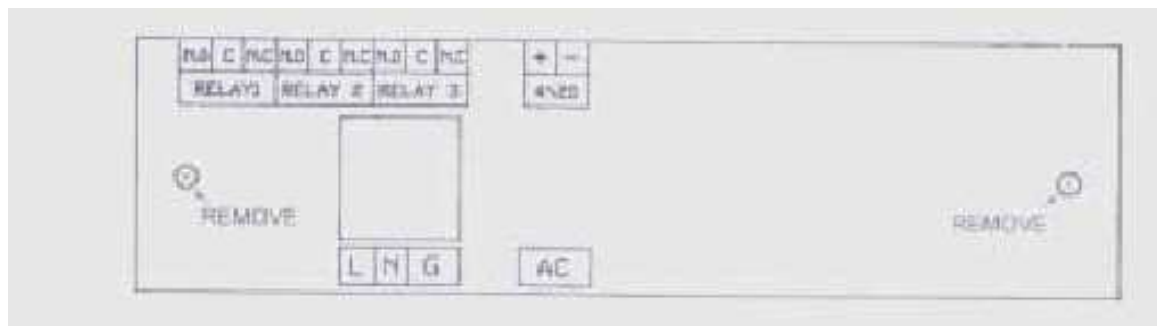 N.O C N.C N.O C N.C N.O C N.C + -
RELAY1 RELAY 2 RELAY 3 4\20
REMOVE
REMOVE
L N G AC